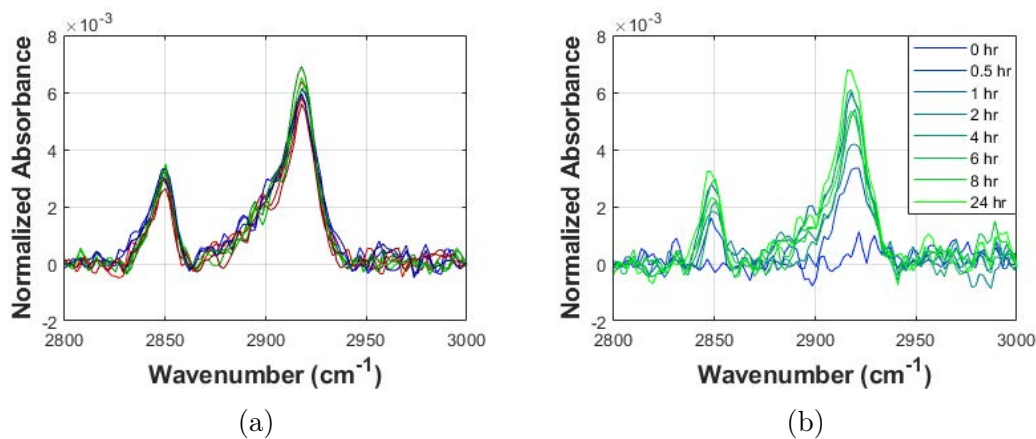 ×10⁻³
8
6
4
2
0
-2
2800 2850 2900 2950 3000
Normalized Absorbance
Wavenumber (cm⁻¹)
(a)
×10⁻³
8
6
4
2
0
-2
2800 2850 2900 2950 3000
Normalized Absorbance
Wavenumber (cm⁻¹)
0 hr
0.5 hr
1 hr
2 hr
4 hr
6 hr
8 hr
24 hr
(b)